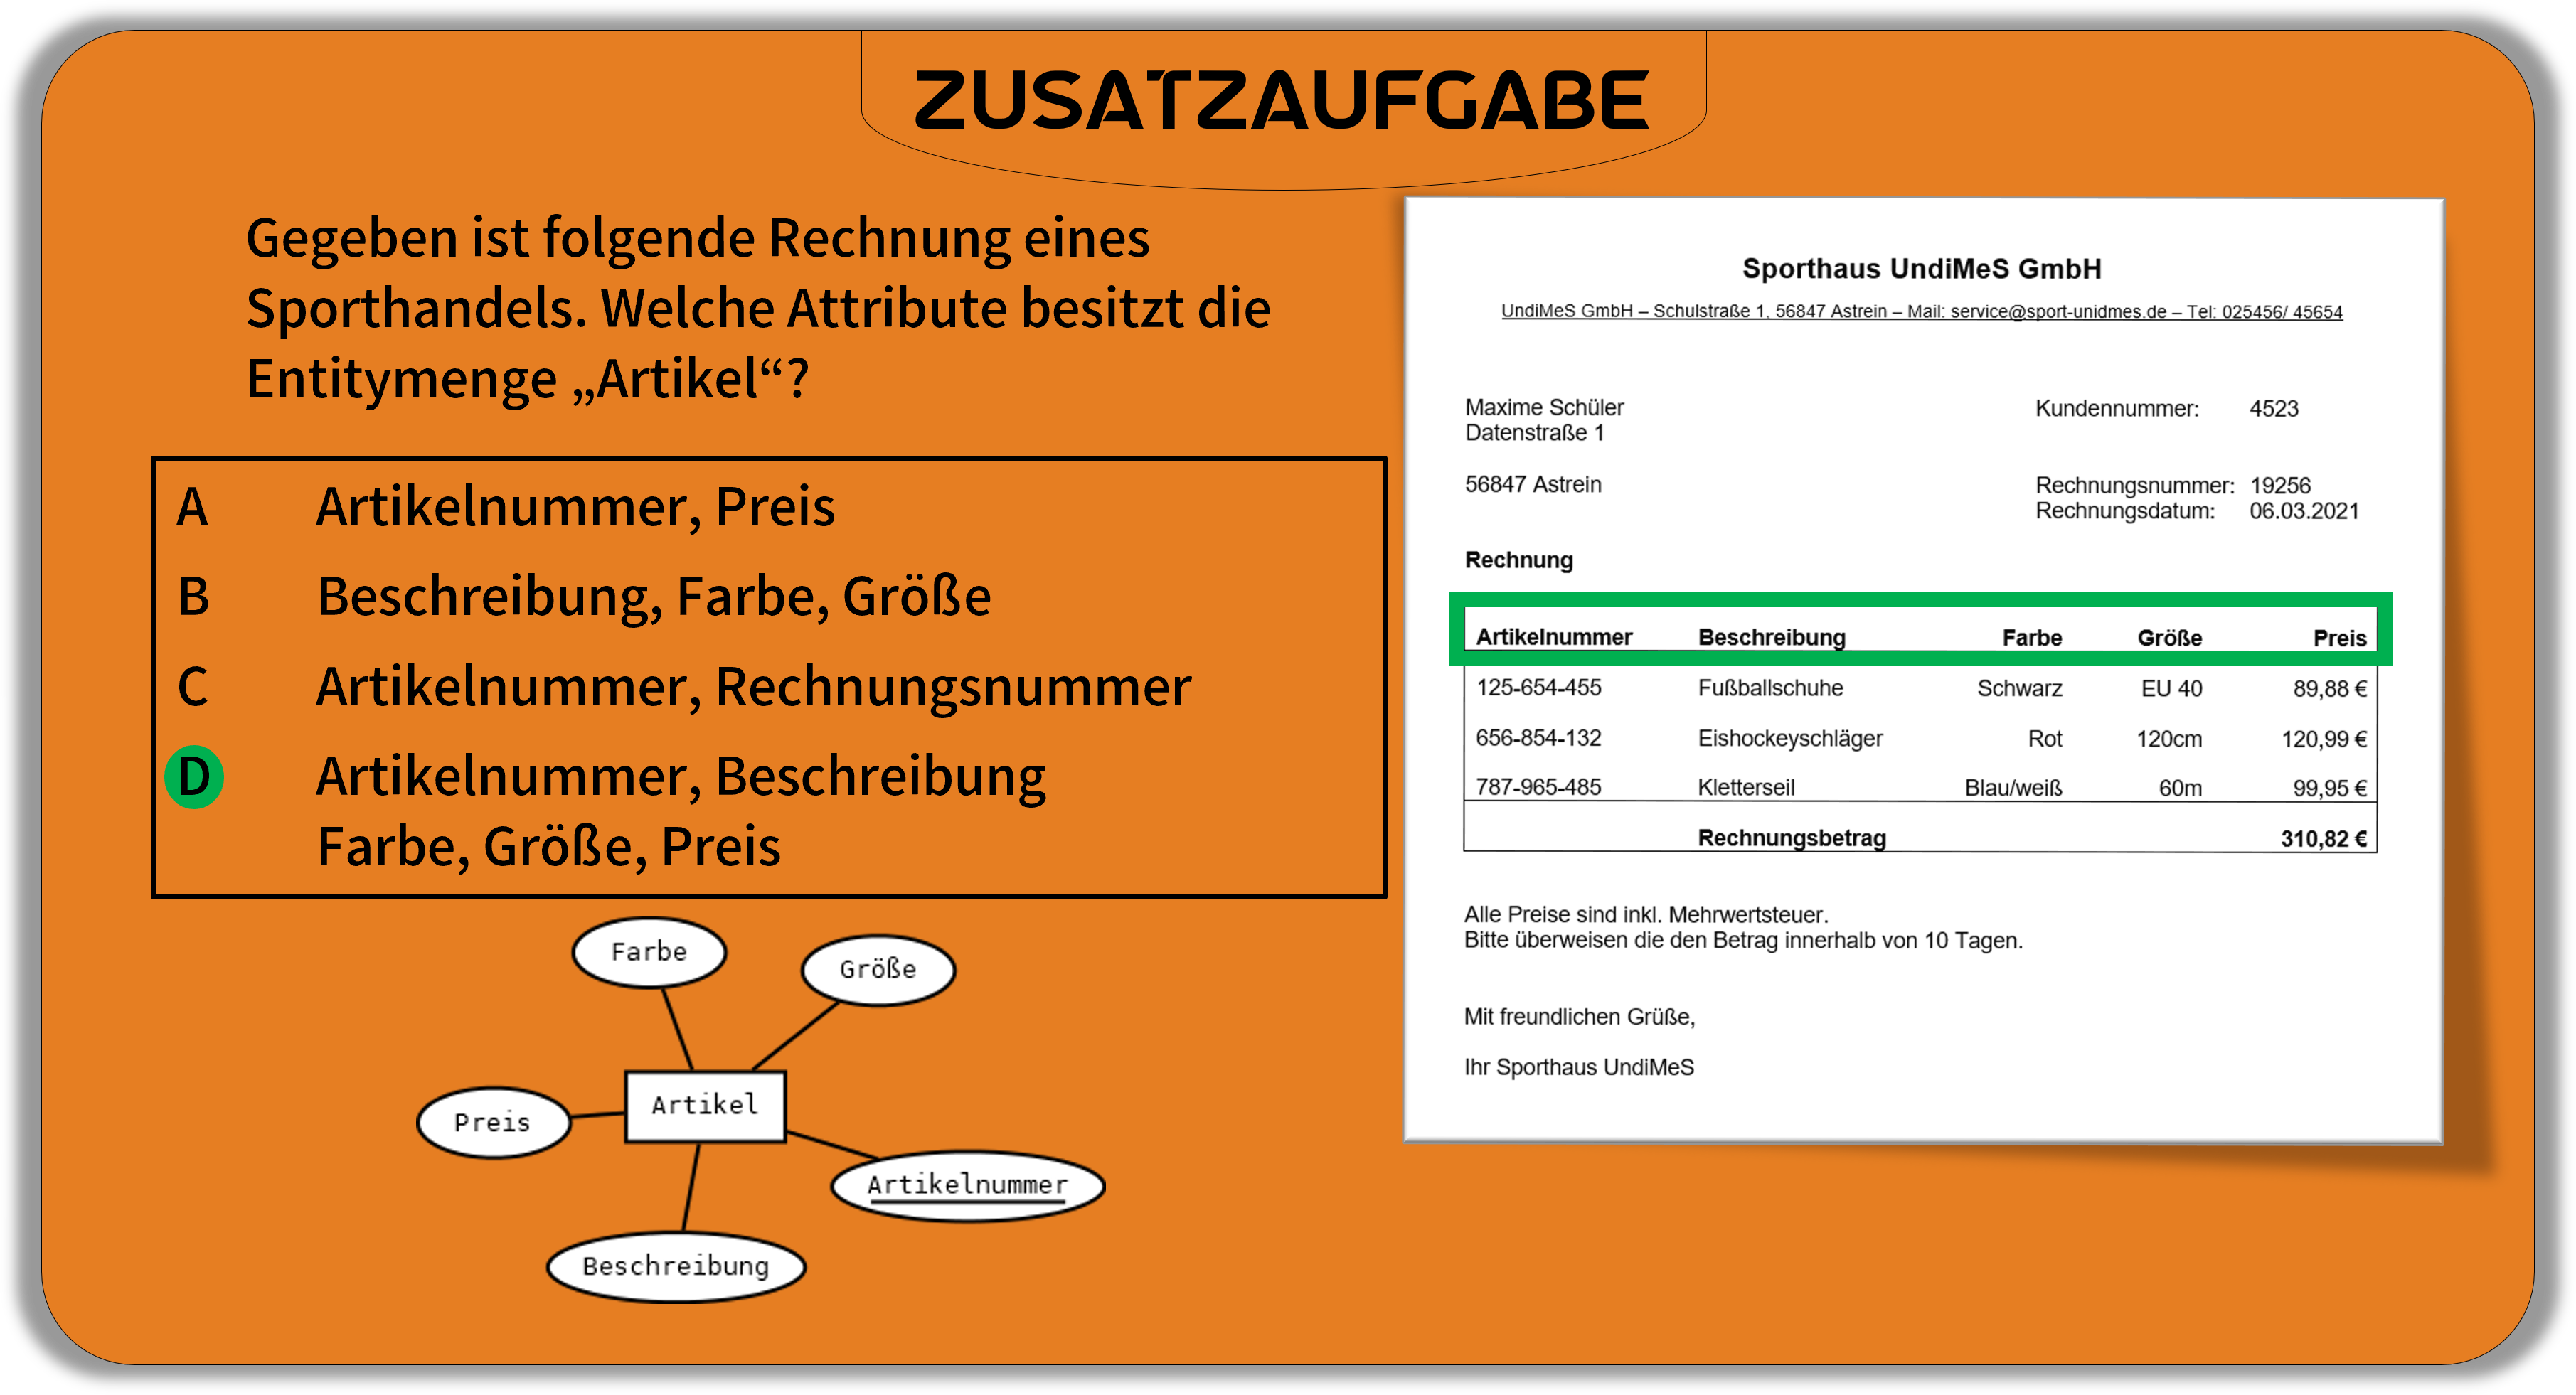 ZUSATZAUFGABE
Gegeben ist folgende Rechnung eines
Sporthandels. Welche Attribute besitzt die
Entitymenge „Artikel“?
A Artikelnummer, Preis
B Beschreibung, Farbe, Größe
C Artikelnummer, Rechnungsnummer
D Artikelnummer, Beschreibung
Farbe, Größe, Preis
Farbe
Größe
Artikel
Preis
Artikelnummer
Beschreibung
Sporthaus UndiMeS GmbH
UndiMeS GmbH – Schulstraße 1, 56847 Astrein – Mail: service@sport-unidmes.de – Tel: 025456/ 45654
Maxime Schüler Kundennummer: 4523
Datenstraße 1
56847 Astrein Rechnungsnummer: 19256
Rechnungsdatum: 06.03.2021
Rechnung
Artikelnummer Beschreibung Farbe Größe Preis
125-654-455 Fußballschuhe Schwarz EU 40 89,88 €
656-854-132 Eishockeyschläger Rot 120cm 120,99 €
787-965-485 Kletterseil Blau/weiß 60m 99,95 €
Rechnungsbetrag 310,82 €
Alle Preise sind inkl. Mehrwertsteuer.
Bitte überweisen die den Betrag innerhalb von 10 Tagen.
Mit freundlichen Grüße,
Ihr Sporthaus UndiMeS